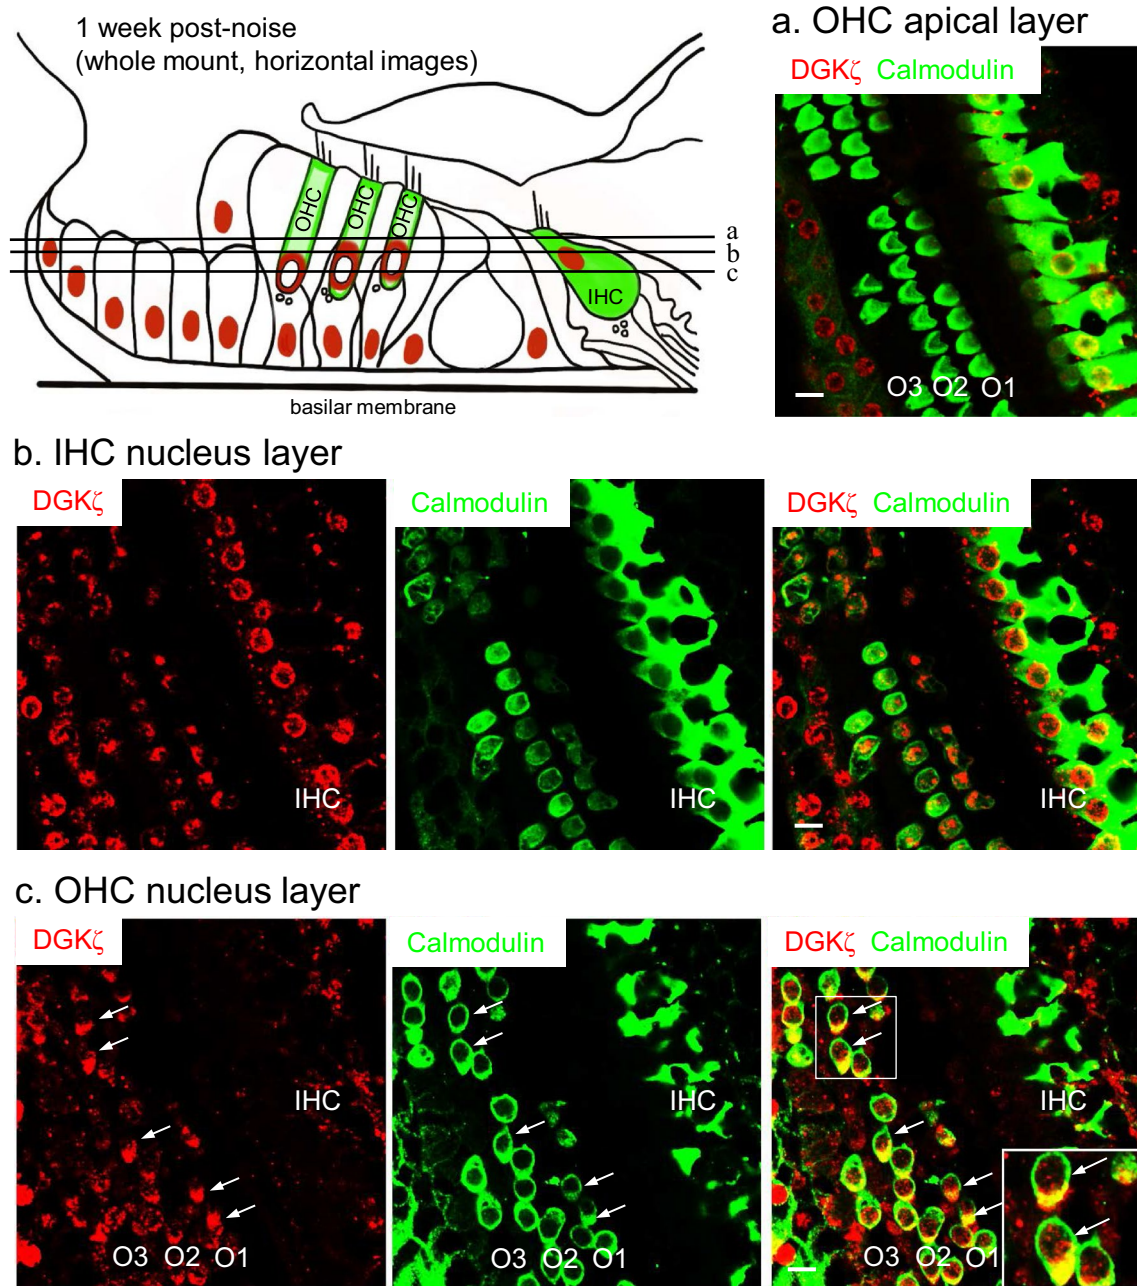 1 week post-noise
(whole mount, horizontal images)
OHC
OHC
OHC
IHC
a
b
c
basilar membrane
a. OHC apical layer
DGKζ Calmodulin
O3 O2 O1
b. IHC nucleus layer
DGKζ
IHC
Calmodulin
IHC
DGKζ Calmodulin
IHC
c. OHC nucleus layer
DGKζ
IHC
O3 O2 O1
Calmodulin
IHC
O3 O2 O1
DGKζ Calmodulin
IHC
O3 O2 O1